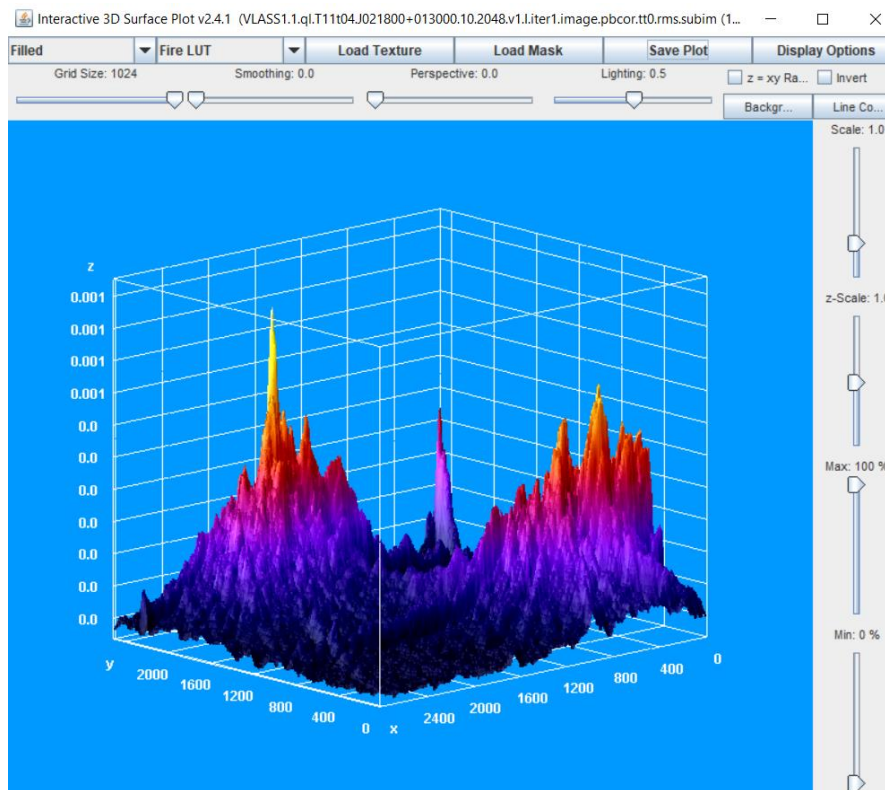 Interactive 3D Surface Plot v2.4.1 (VLASS1.1.ql.T11t04.J021800+013000.10.2048.v1.I.iter1.image.pbcor.tt0.rms.subim (1...
Filled Fire LUT Load Texture Load Mask Save Plot Display Options
Grid Size: 1024 Smoothing: 0.0 Perspective: 0.0 Lighting: 0.5 z = xy Ra... Invert
Backgr... Line Co...
Scale: 1.0
z
0.001
z-Scale: 1.0
0.001
0.001
0.001
0.0
0.0
Max: 100 %
0.0
0.0
0.0
0.0
0.0
Min: 0 %
y 2000 1600 1200 800 400 0
x 2400 2000 1600 1200 800 400 0